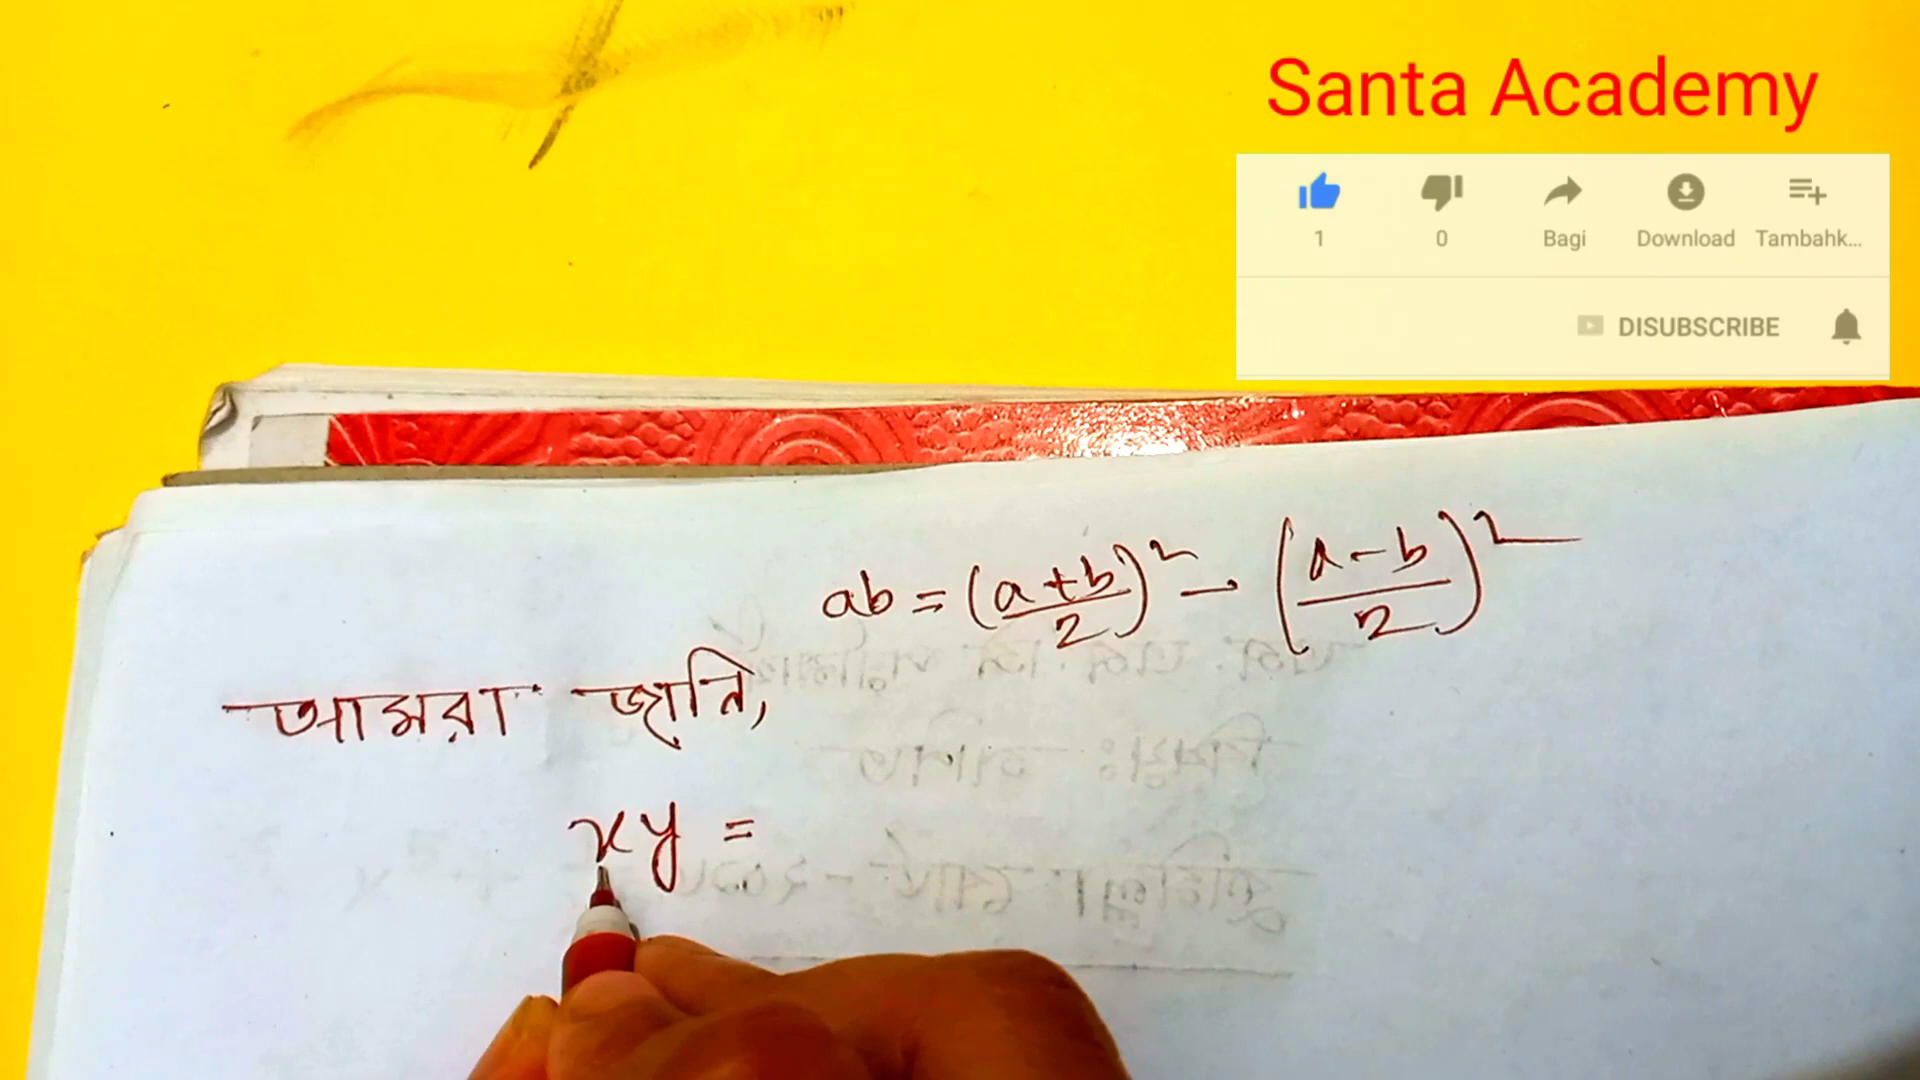 Santa Academy
1 0 Bagi Download Tambahk...
DISUBSCRIBE
ab = (a+b/2)² - (a-b/2)²
আমরা জানি,
xy =